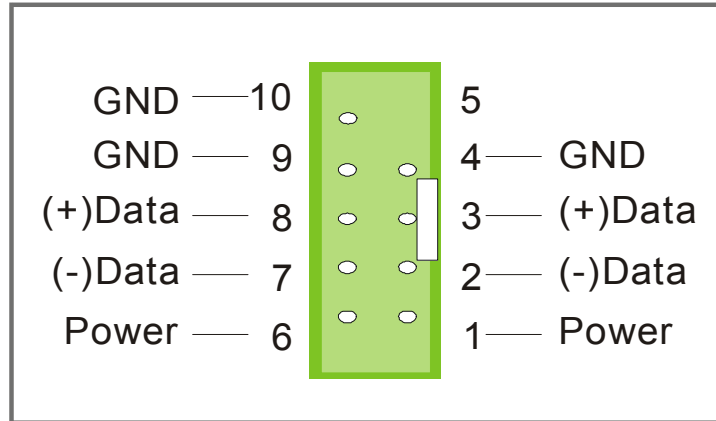 GND 10 5
GND 9 4 GND
(+)Data 8 3 (+)Data
(-)Data 7 2 (-)Data
Power 6 1 Power